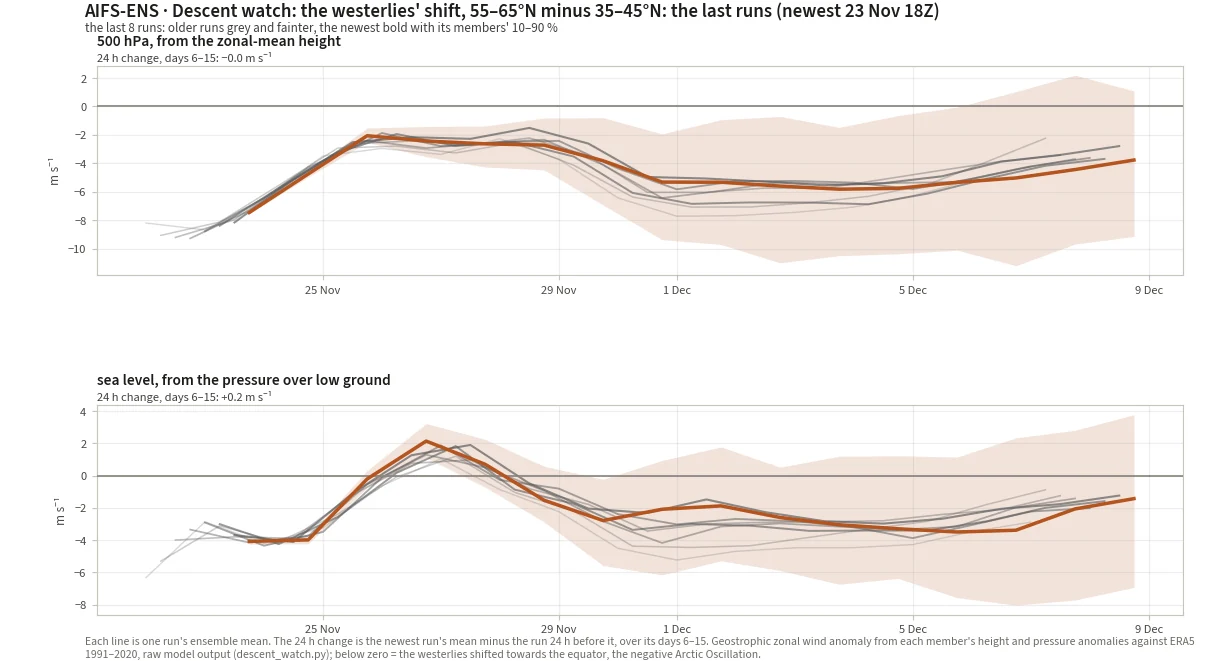 AIFS-ENS · Descent watch: the westerlies' shift, 55–65°N minus 35–45°N: the last runs (newest 23 Nov 18Z)
the last 8 runs: older runs grey and fainter, the newest bold with its members' 10–90 %
500 hPa, from the zonal-mean height
24 h change, days 6–15: −0.0 m s⁻¹
2
0
−2
−4
−6
−8
−10
m s⁻¹
25 Nov
29 Nov
1 Dec
5 Dec
9 Dec
sea level, from the pressure over low ground
24 h change, days 6–15: +0.2 m s⁻¹
4
2
0
−2
−4
−6
−8
m s⁻¹
25 Nov
29 Nov
1 Dec
5 Dec
9 Dec
Each line is one run's ensemble mean. The 24 h change is the newest run's mean minus the run 24 h before it, over its days 6–15. Geostrophic zonal wind anomaly from each member's height and pressure anomalies against ERA5
1991–2020, raw model output (descent_watch.py); below zero = the westerlies shifted towards the equator, the negative Arctic Oscillation.